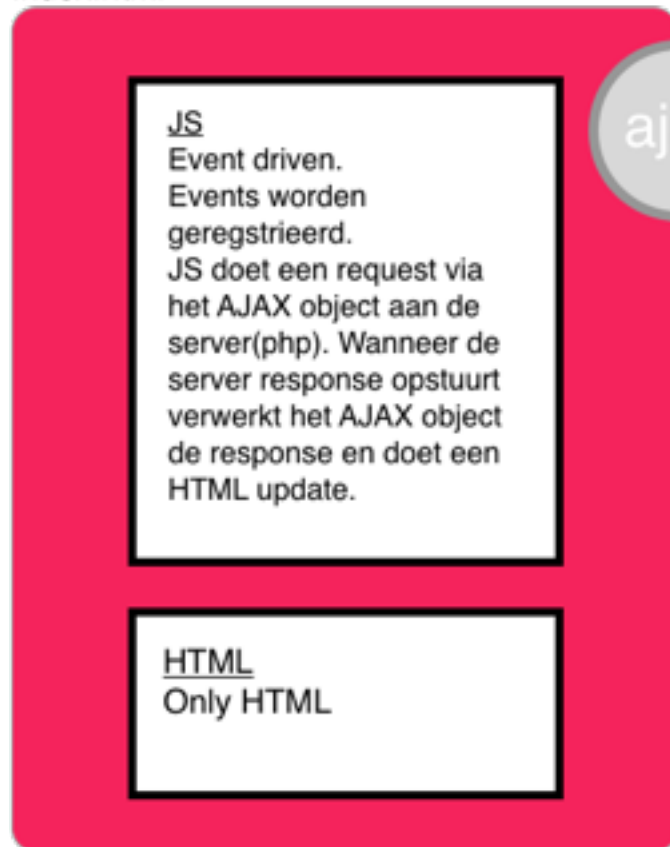 JS
Event driven.
Events worden
geregstrieerd.
JS doet een request via
het AJAX object aan de
server(php). Wanneer de
server response opstuurt
verwerkt het AJAX object
de response en doet een
HTML update.
aj
HTML
Only HTML